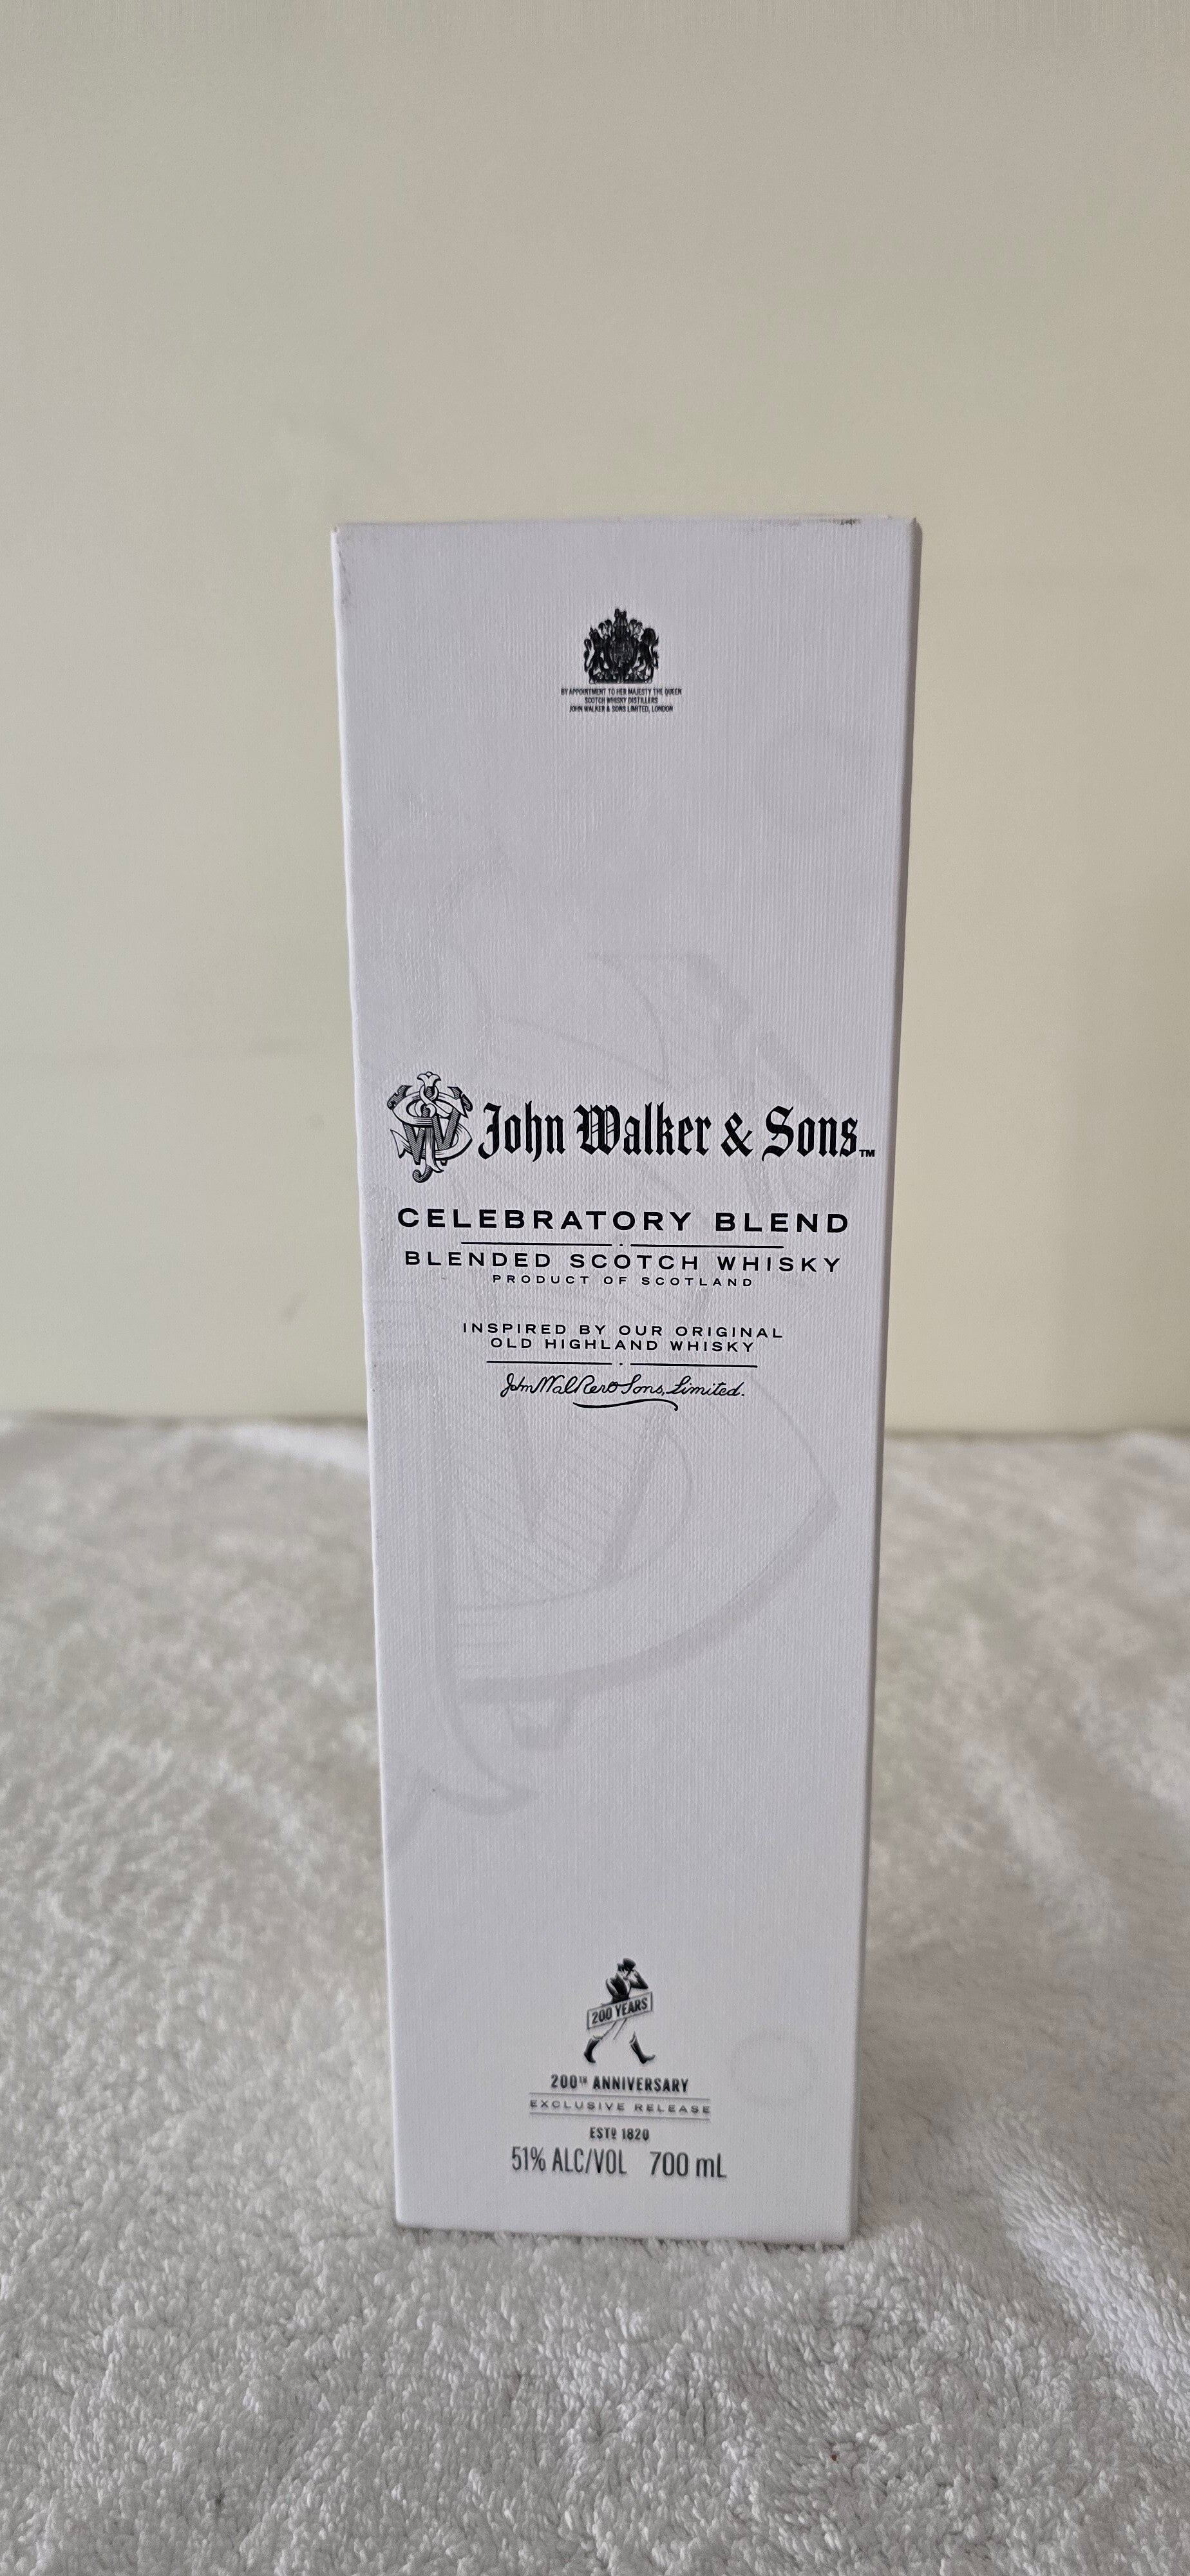 BY APPOINTMENT TO HER MAJESTY THE QUEEN
SCOTCH WHISKY DISTILLERS
JOHN WALKER & SONS LIMITED, LONDON
John Walker & Sons™
CELEBRATORY BLEND
BLENDED SCOTCH WHISKY
PRODUCT OF SCOTLAND
INSPIRED BY OUR ORIGINAL
OLD HIGHLAND WHISKY
John Walker & Sons, Limited.
200 YEARS
200TH ANNIVERSARY
EXCLUSIVE RELEASE
ESTD 1820
51% ALC/VOL 700 mL